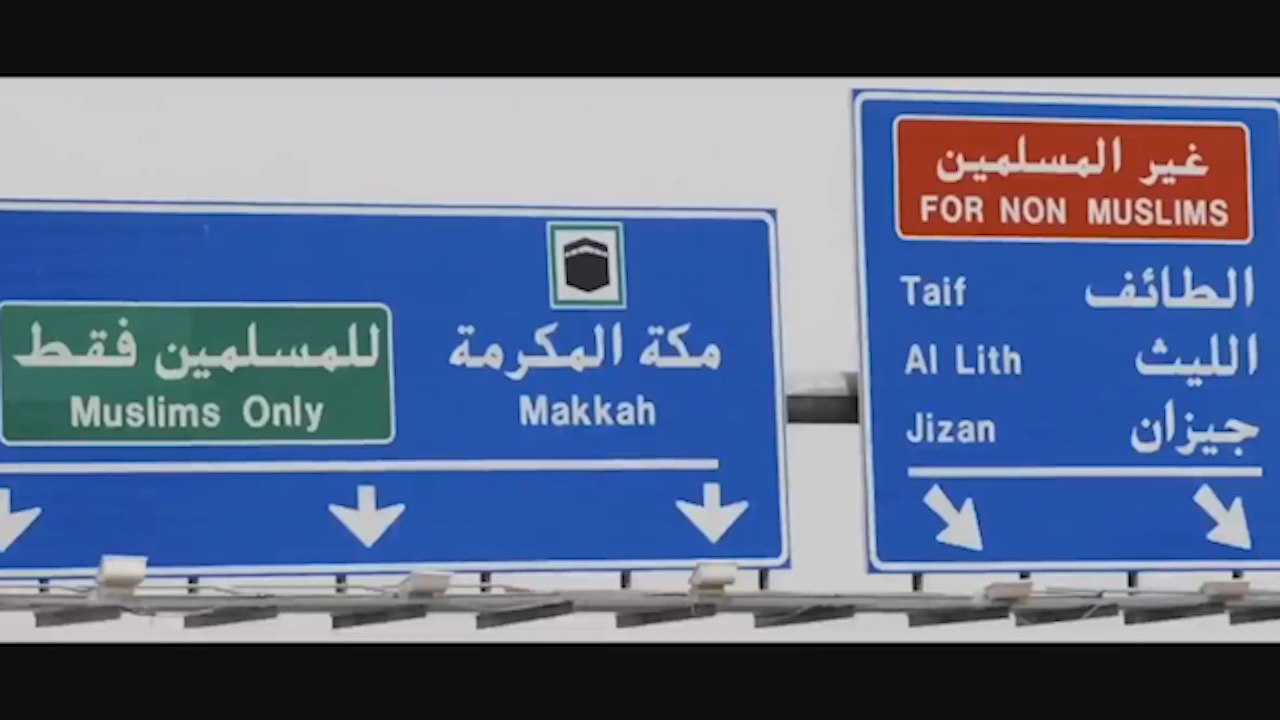 للمسلمين فقط
Muslims Only
مكة المكرمة
Makkah
غير المسلمين
FOR NON MUSLIMS
Taif الطائف
Al Lith الليث
Jizan جيزان